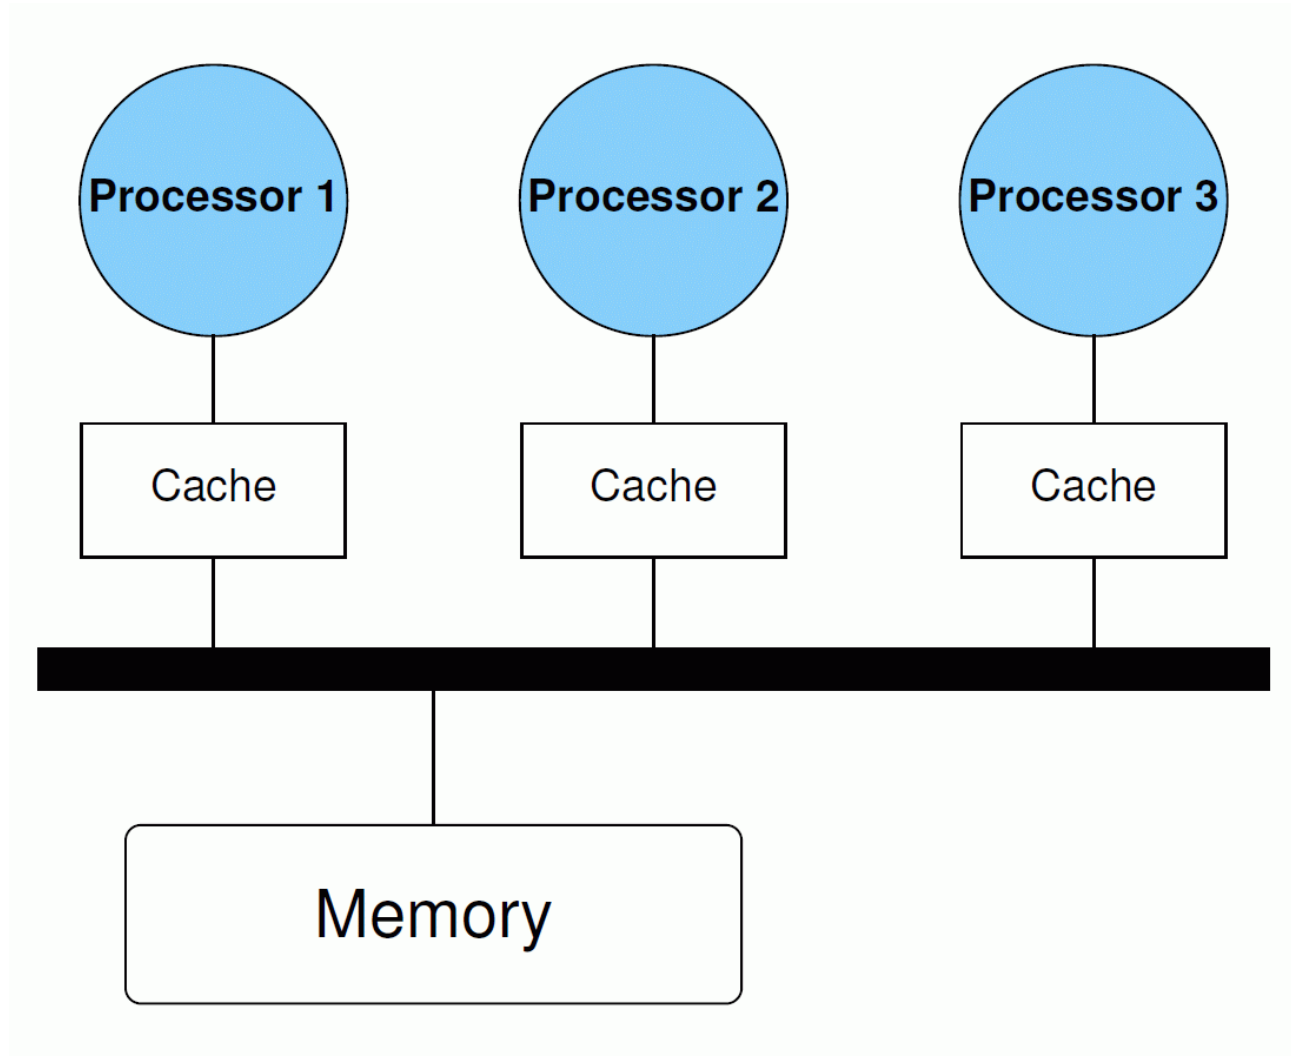 Processor 1
Processor 2
Processor 3
Cache
Cache
Cache
Memory